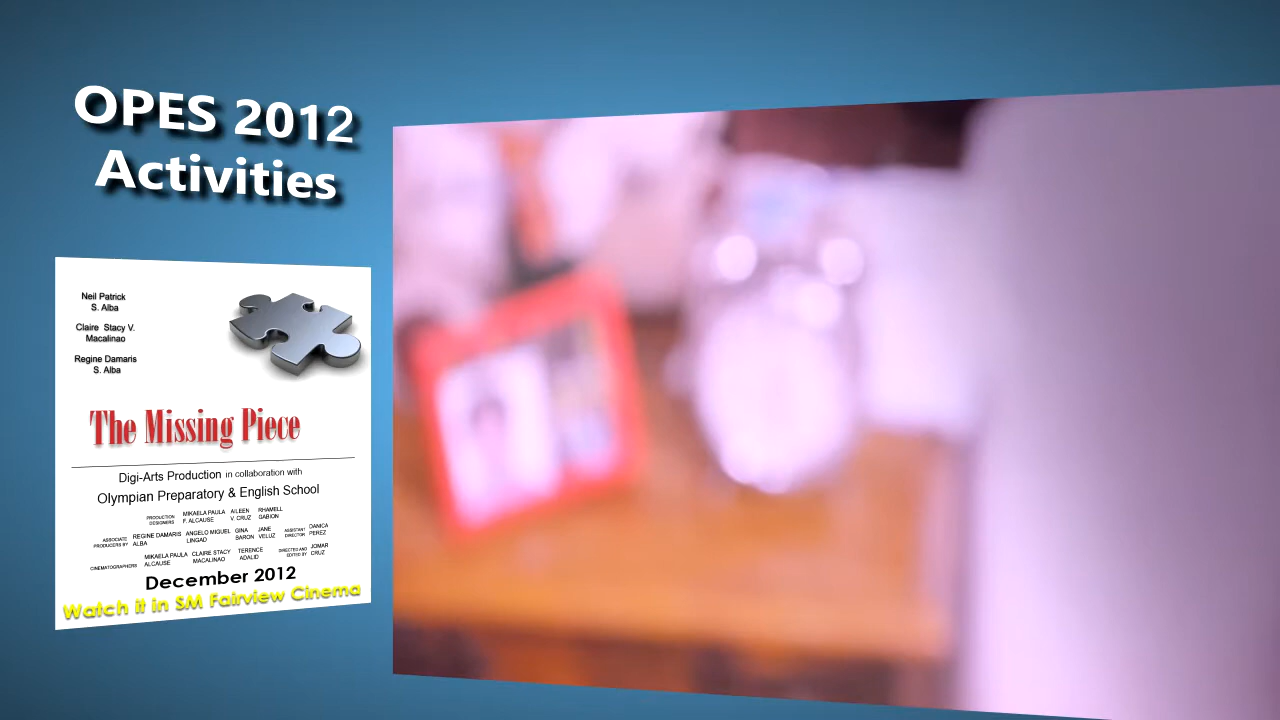 OPES 2012
Activities
Neil Patrick
S. Alba
Claire Stacy V.
Macalinao
Regine Damaris
S. Alba
The Missing Piece
Digi-Arts Production in collaboration with
Olympian Preparatory & English School
PRODUCTION DESIGNERS MIKAELA PAULA F. ALCAUSE AILEEN V. CRUZ RHAMELL GABION
ASSOCIATE PRODUCERS BY REGINE DAMARIS ALBA ANGELO MIGUEL LINGAD GINA BARON JANE VELUZ ASSISTANT DIRECTOR DANICA PEREZ
CINEMATOGRAPHERS MIKAELA PAULA ALCAUSE CLAIRE STACY MACALINAO TERENCE ADALID DIRECTED AND EDITED BY JOMAR CRUZ
December 2012
Watch it in SM Fairview Cinema